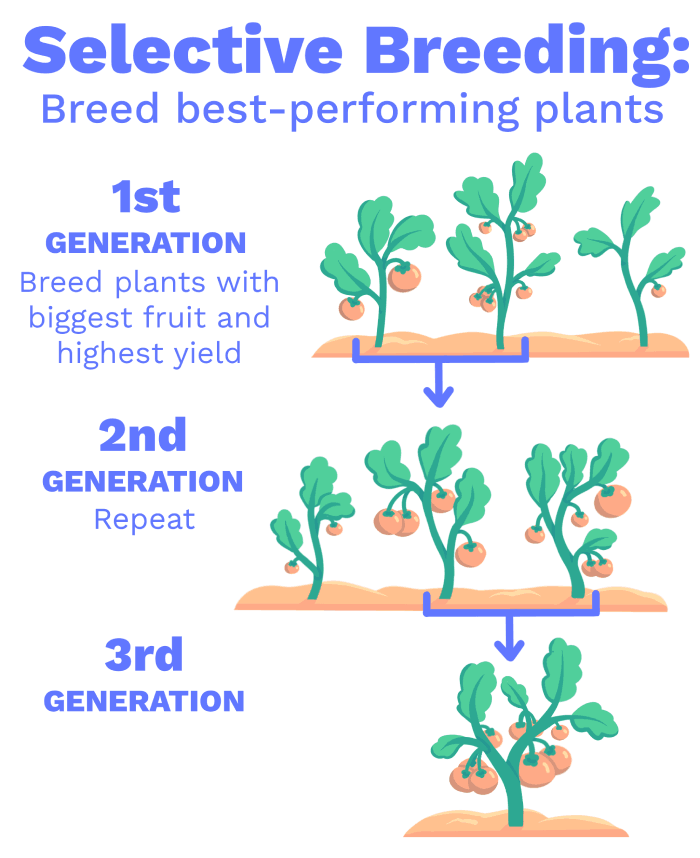 Selective Breeding:
Breed best-performing plants
1st
GENERATION
Breed plants with
biggest fruit and
highest yield
2nd
GENERATION
Repeat
3rd
GENERATION